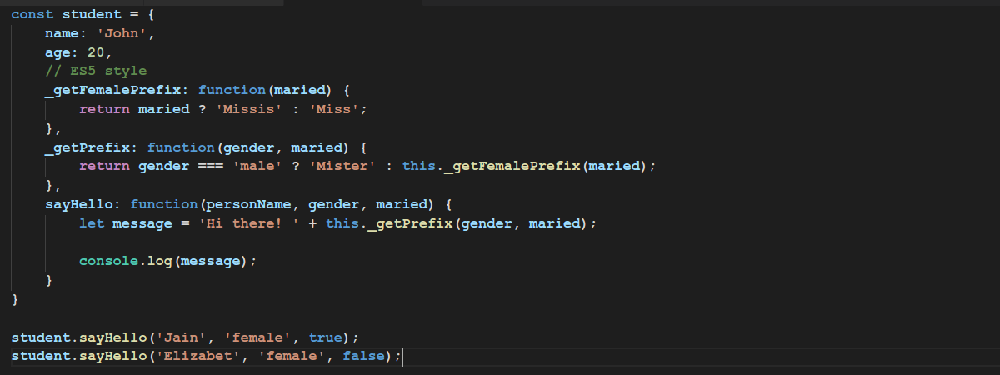 const student = {
    name: 'John',
    age: 20,
    // ES5 style
    _getFemalePrefix: function(maried) {
        return maried ? 'Missis' : 'Miss';
    },
    _getPrefix: function(gender, maried) {
        return gender === 'male' ? 'Mister' : this._getFemalePrefix(maried);
    },
    sayHello: function(personName, gender, maried) {
        let message = 'Hi there! ' + this._getPrefix(gender, maried);

        console.log(message);
    }
}

student.sayHello('Jain', 'female', true);
student.sayHello('Elizabet', 'female', false);